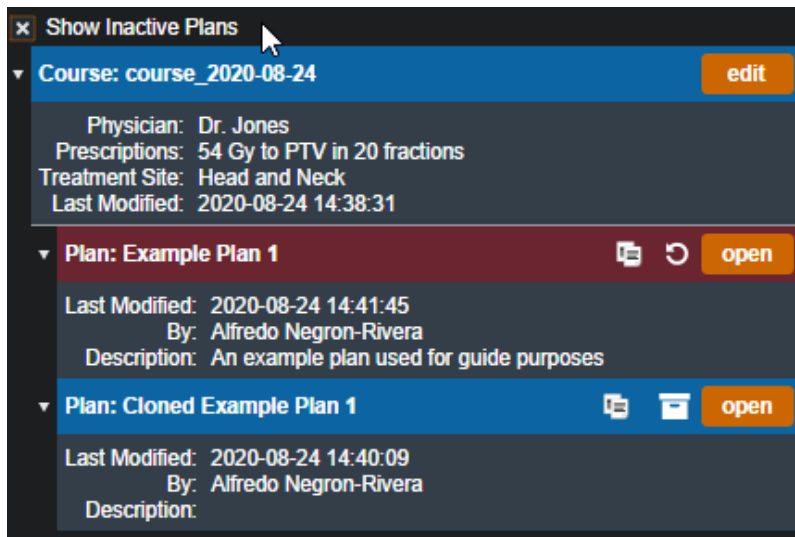 Show Inactive Plans
Course: course_2020-08-24 edit
Physician: Dr. Jones
Prescriptions: 54 Gy to PTV in 20 fractions
Treatment Site: Head and Neck
Last Modified: 2020-08-24 14:38:31
Plan: Example Plan 1 open
Last Modified: 2020-08-24 14:41:45
By: Alfredo Negron-Rivera
Description: An example plan used for guide purposes
Plan: Cloned Example Plan 1 open
Last Modified: 2020-08-24 14:40:09
By: Alfredo Negron-Rivera
Description: